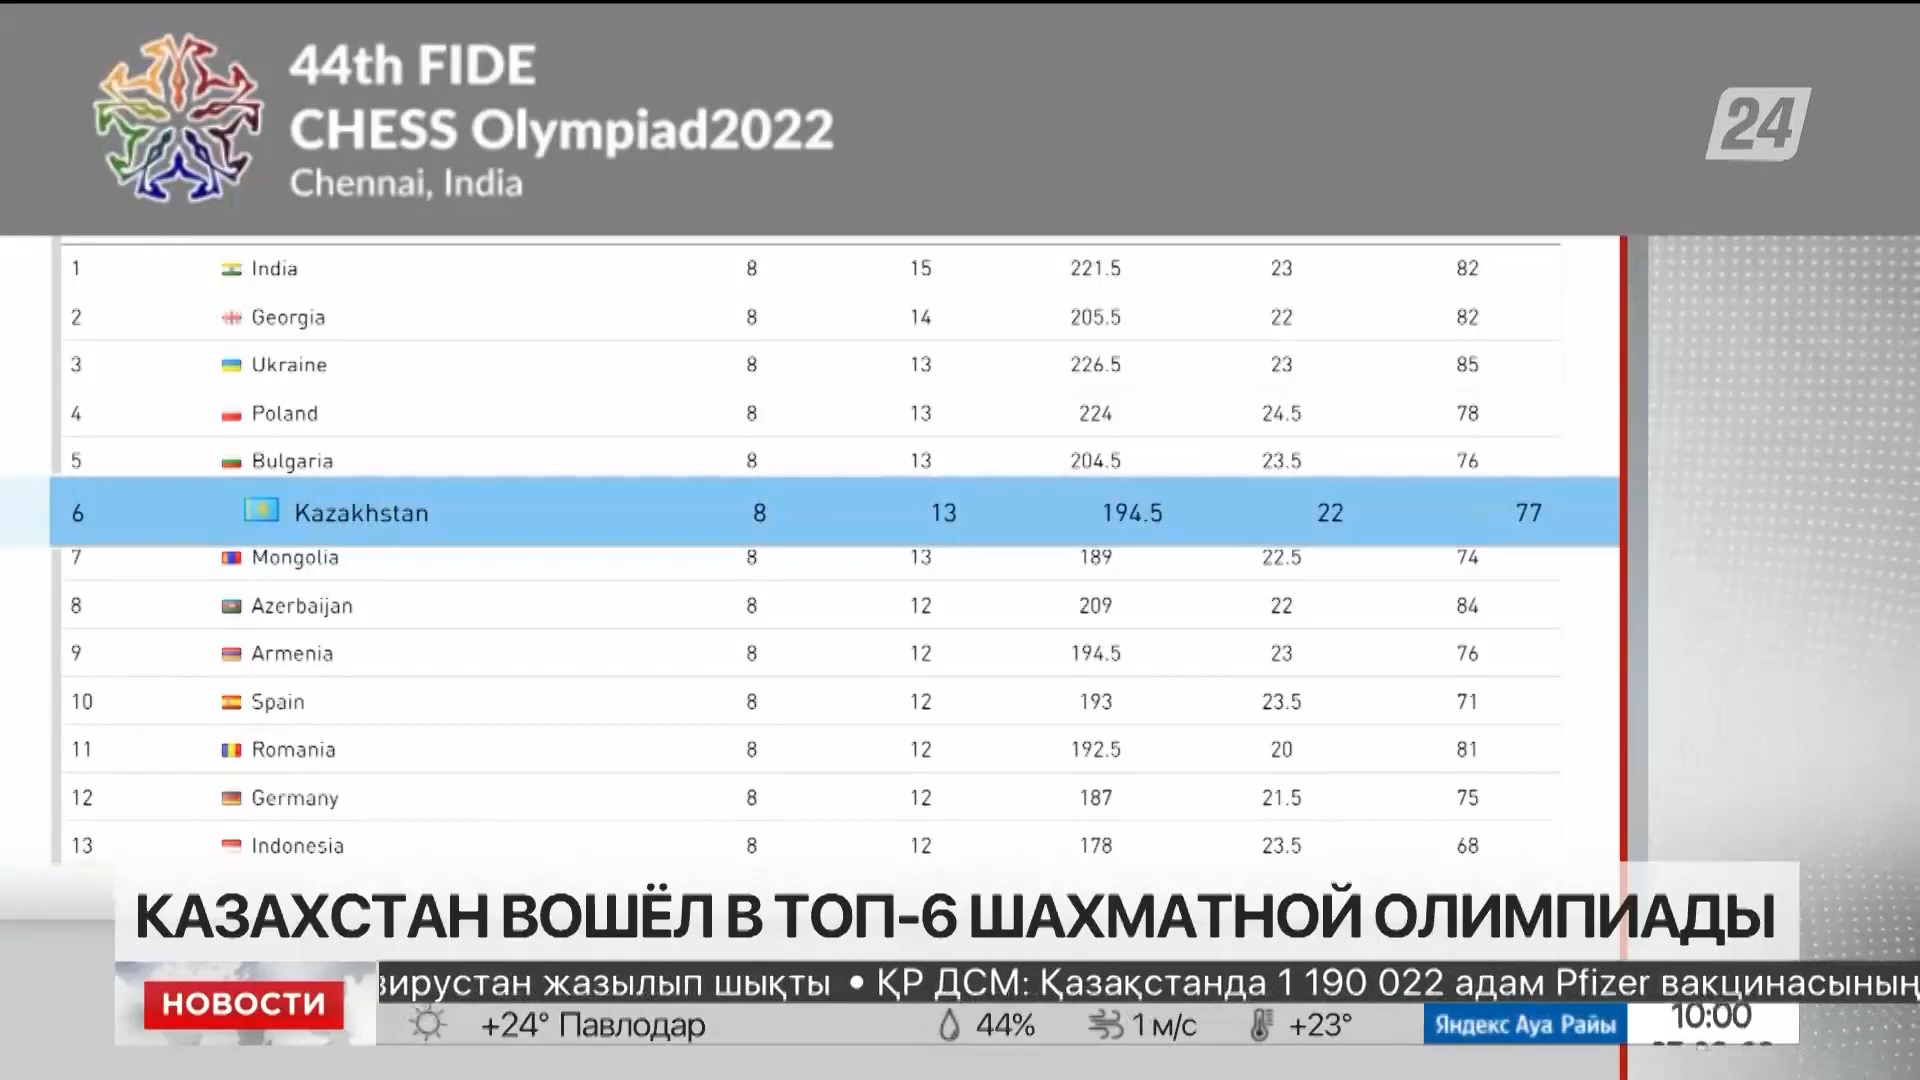 44th FIDE
CHESS Olympiad2022
Chennai, India
24
1 India 8 15 221.5 23 82
2 Georgia 8 14 205.5 22 82
3 Ukraine 8 13 226.5 23 85
4 Poland 8 13 224 24.5 78
5 Bulgaria 8 13 204.5 23.5 76
6 Kazakhstan 8 13 194.5 22 77
7 Mongolia 8 13 189 22.5 74
8 Azerbaijan 8 12 209 22 84
9 Armenia 8 12 194.5 23 76
10 Spain 8 12 193 23.5 71
11 Romania 8 12 192.5 20 81
12 Germany 8 12 187 21.5 75
13 Indonesia 8 12 178 23.5 68
КАЗАХСТАН ВОШЁЛ В ТОП-6 ШАХМАТНОЙ ОЛИМПИАДЫ
НОВОСТИ
жазылып шықты • ҚР ДСМ: Қазақстанда 1 190 022 адам Pfizer вакцинасының
+24° Павлодар 44% 1 м/с +23° Яндекс Ауа Райы 10:00